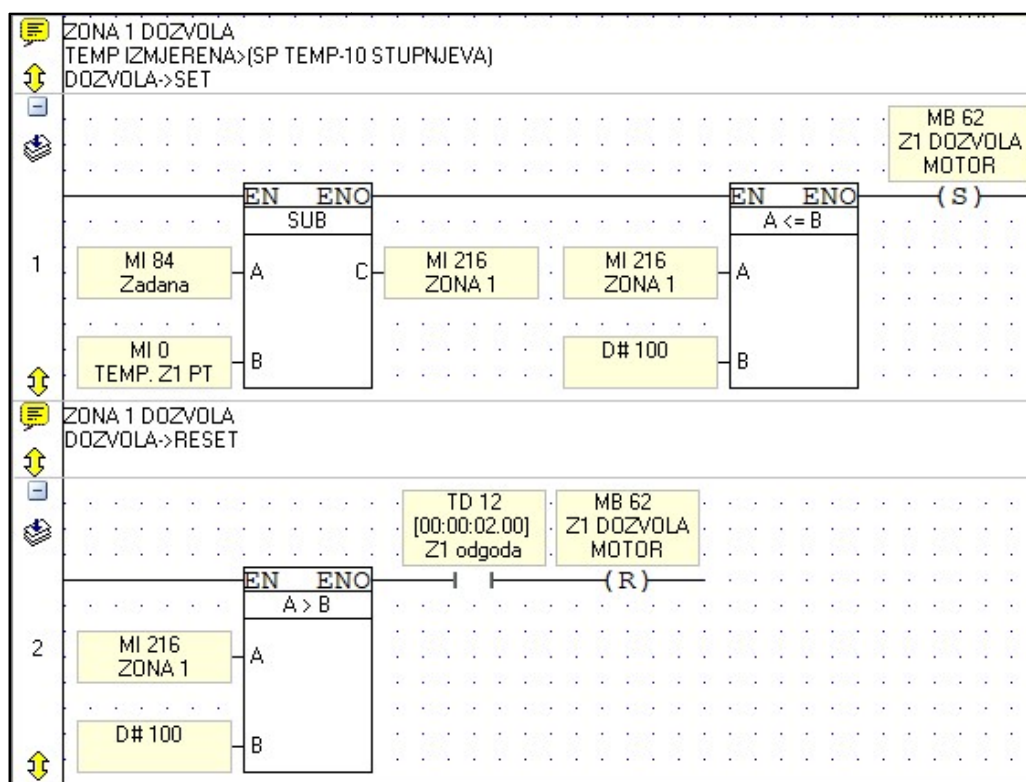 ZONA 1 DOZVOLA
TEMP IZMJERENA>(SP TEMP-10 STUPNJEVA)
DOZVOLA->SET
MB 62
Z1 DOZVOLA
MOTOR
EN ENO
EN ENO
(S)
SUB
A <= B
1
MI 84
Zadana
A
C
MI 216
ZONA 1
MI 216
ZONA 1
A
MI 0
TEMP. Z1 PT
B
D# 100
B
ZONA 1 DOZVOLA
DOZVOLA->RESET
TD 12
[00:00:02.00]
Z1 odgoda
MB 62
Z1 DOZVOLA
MOTOR
EN ENO
(R)
A > B
2
MI 216
ZONA 1
A
D# 100
B